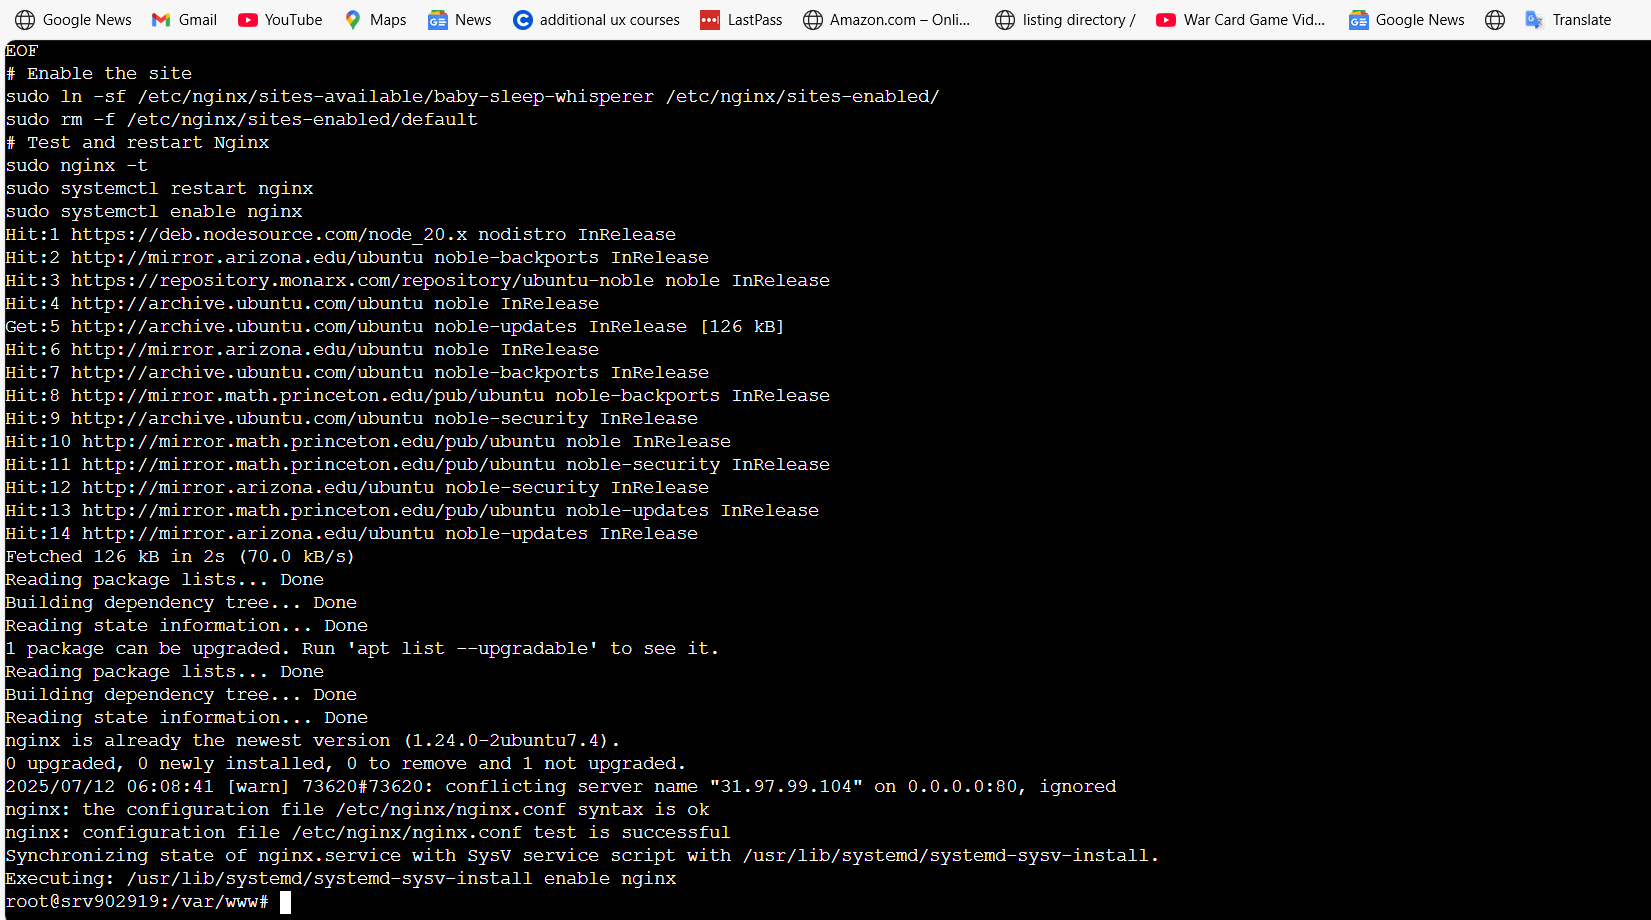 Google News Gmail YouTube Maps News additional ux courses LastPass Amazon.com – Onli... listing directory / War Card Game Vid... Google News Translate
EOF
# Enable the site
sudo ln -sf /etc/nginx/sites-available/baby-sleep-whisperer /etc/nginx/sites-enabled/
sudo rm -f /etc/nginx/sites-enabled/default
# Test and restart Nginx
sudo nginx -t
sudo systemctl restart nginx
sudo systemctl enable nginx
Hit:1 https://deb.nodesource.com/node_20.x nodistro InRelease
Hit:2 http://mirror.arizona.edu/ubuntu noble-backports InRelease
Hit:3 https://repository.monarx.com/repository/ubuntu-noble noble InRelease
Hit:4 http://archive.ubuntu.com/ubuntu noble InRelease
Get:5 http://archive.ubuntu.com/ubuntu noble-updates InRelease [126 kB]
Hit:6 http://mirror.arizona.edu/ubuntu noble InRelease
Hit:7 http://archive.ubuntu.com/ubuntu noble-backports InRelease
Hit:8 http://mirror.math.princeton.edu/pub/ubuntu noble-backports InRelease
Hit:9 http://archive.ubuntu.com/ubuntu noble-security InRelease
Hit:10 http://mirror.math.princeton.edu/pub/ubuntu noble InRelease
Hit:11 http://mirror.math.princeton.edu/pub/ubuntu noble-security InRelease
Hit:12 http://mirror.arizona.edu/ubuntu noble-security InRelease
Hit:13 http://mirror.math.princeton.edu/pub/ubuntu noble-updates InRelease
Hit:14 http://mirror.arizona.edu/ubuntu noble-updates InRelease
Fetched 126 kB in 2s (70.0 kB/s)
Reading package lists... Done
Building dependency tree... Done
Reading state information... Done
1 package can be upgraded. Run 'apt list --upgradable' to see it.
Reading package lists... Done
Building dependency tree... Done
Reading state information... Done
nginx is already the newest version (1.24.0-2ubuntu7.4).
0 upgraded, 0 newly installed, 0 to remove and 1 not upgraded.
2025/07/12 06:08:41 [warn] 73620#73620: conflicting server name "31.97.99.104" on 0.0.0.0:80, ignored
nginx: the configuration file /etc/nginx/nginx.conf syntax is ok
nginx: configuration file /etc/nginx/nginx.conf test is successful
Synchronizing state of nginx.service with SysV service script with /usr/lib/systemd/systemd-sysv-install.
Executing: /usr/lib/systemd/systemd-sysv-install enable nginx
root@srv902919:/var/www#